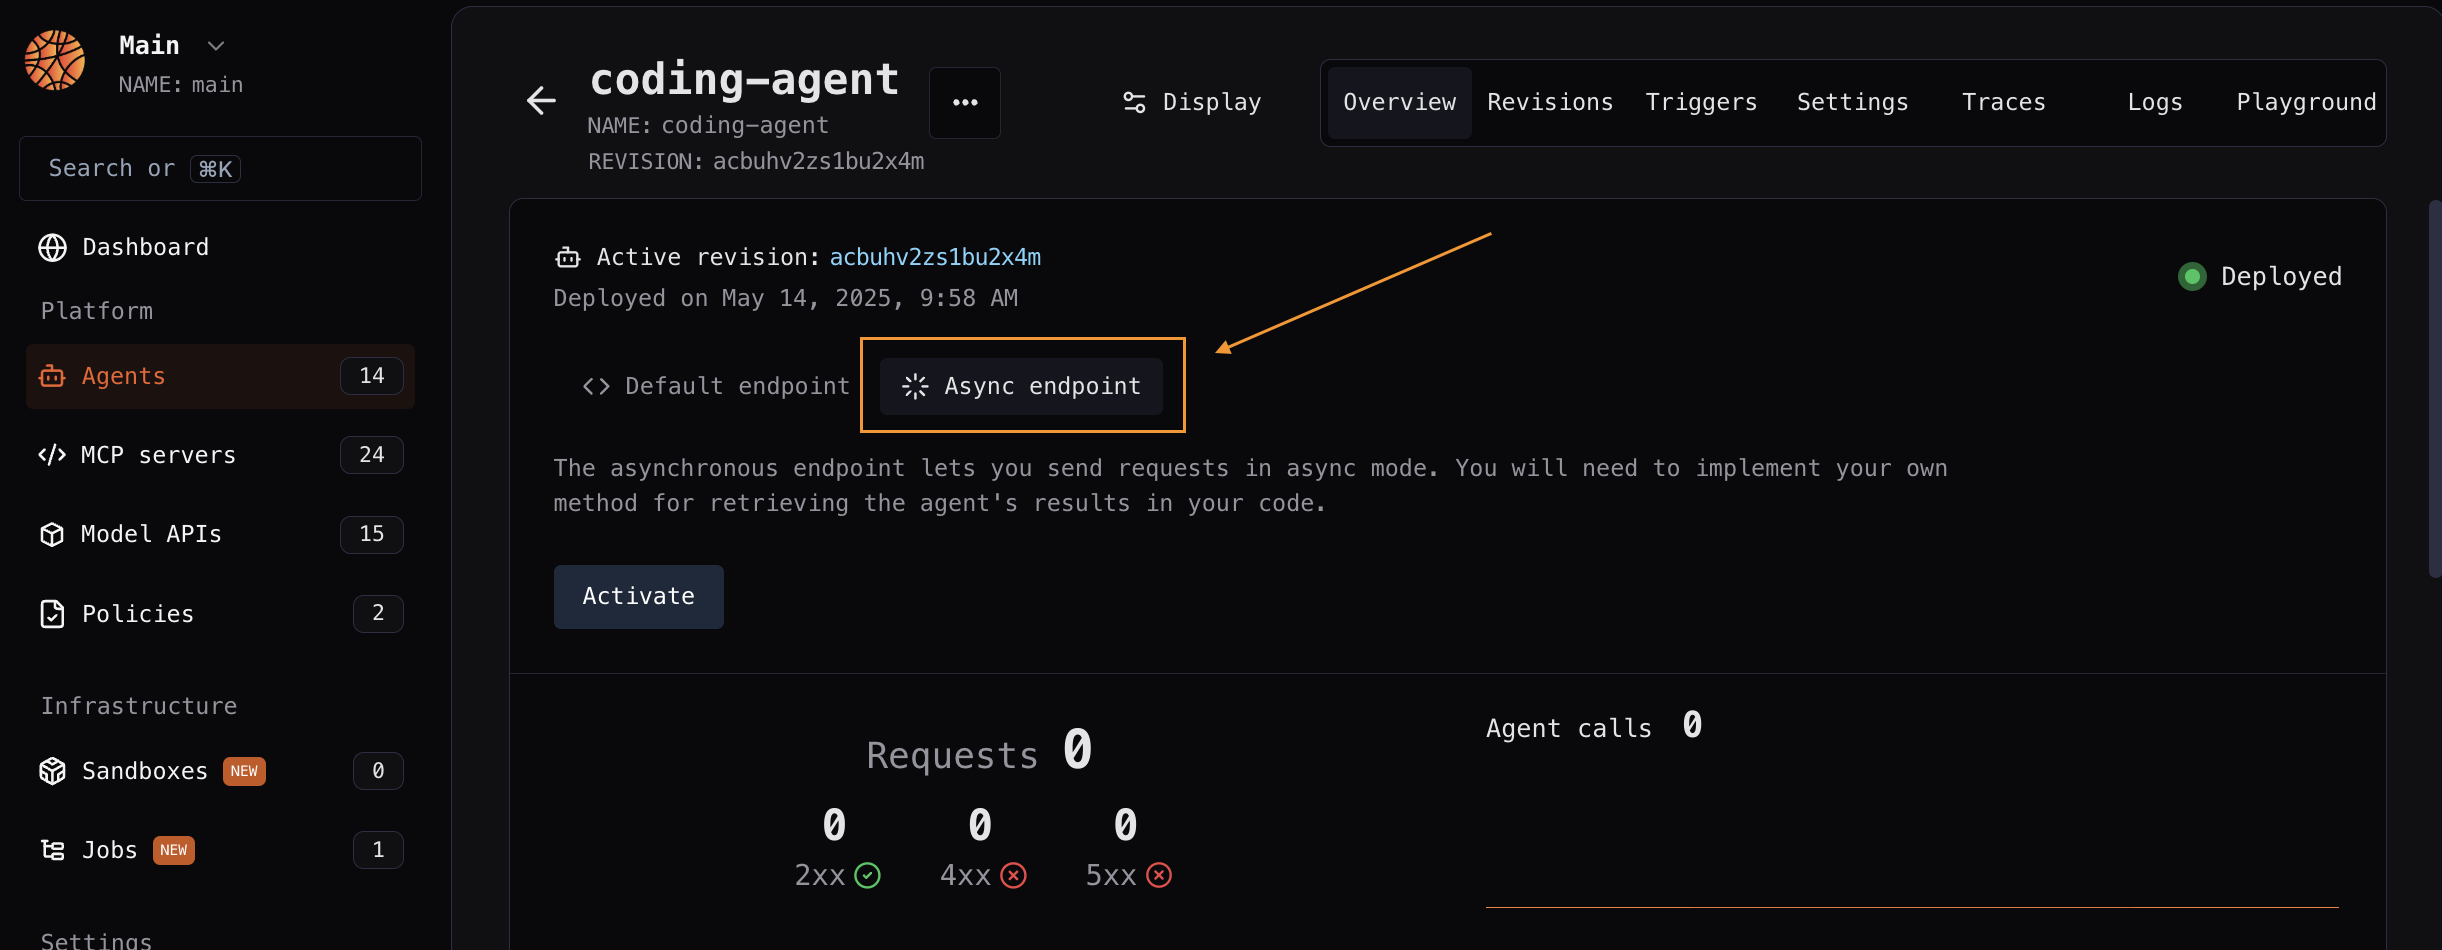 Main
NAME: main
Search or ⌘K
Dashboard
Platform
Agents 14
MCP servers 24
Model APIs 15
Policies 2
Infrastructure
Sandboxes NEW 0
Jobs NEW 1
Settings
coding-agent
NAME: coding-agent
REVISION: acbuhv2zs1bu2x4m
...
Display
Overview Revisions Triggers Settings Traces Logs Playground
Active revision: acbuhv2zs1bu2x4m
Deployed on May 14, 2025, 9:58 AM
Deployed
Default endpoint Async endpoint
The asynchronous endpoint lets you send requests in async mode. You will need to implement your own
method for retrieving the agent's results in your code.
Activate
Requests 0
0 0 0
2xx 4xx 5xx
Agent calls 0